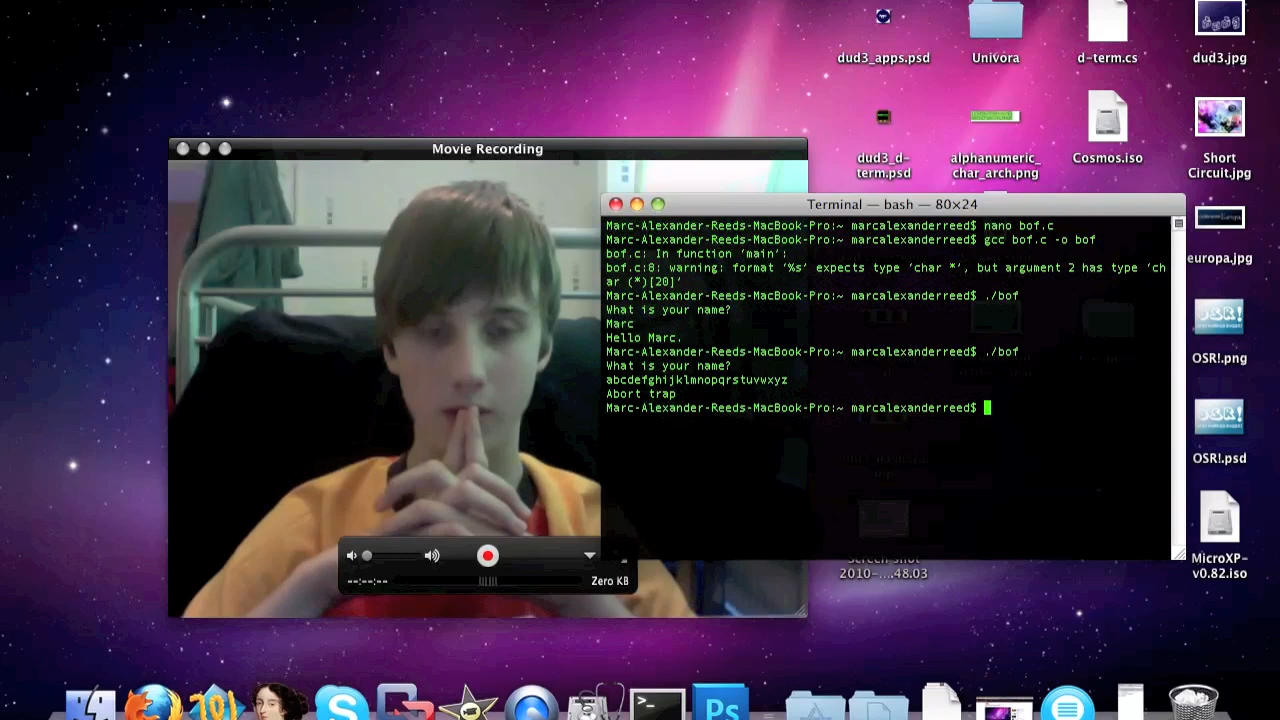 dud3_apps.psd
Univora
d-term.cs
dud3.jpg
dud3_d-
term.psd
alphanumeric_
char_arch.png
Cosmos.iso
Short
Circuit.jpg
Movie Recording
Terminal — bash — 80×24
Marc-Alexander-Reeds-MacBook-Pro:~ marcalexanderreed$ nano bof.c
Marc-Alexander-Reeds-MacBook-Pro:~ marcalexanderreed$ gcc bof.c -o bof
bof.c: In function ‘main’:
bof.c:8: warning: format ‘%s’ expects type ‘char *’, but argument 2 has type ‘ch
ar (*)[20]’
Marc-Alexander-Reeds-MacBook-Pro:~ marcalexanderreed$ ./bof
What is your name?
Marc
Hello Marc.
Marc-Alexander-Reeds-MacBook-Pro:~ marcalexanderreed$ ./bof
What is your name?
abcdefghijklmnopqrstuvwxyz
Abort trap
Marc-Alexander-Reeds-MacBook-Pro:~ marcalexanderreed$
europa.jpg
OSR!
OSR!.png
OSR!
OSR!.psd
MicroXP-
v0.82.iso
Screen shot
2010-....48.03
--:--:--
Zero KB
101
S
>_
Ps